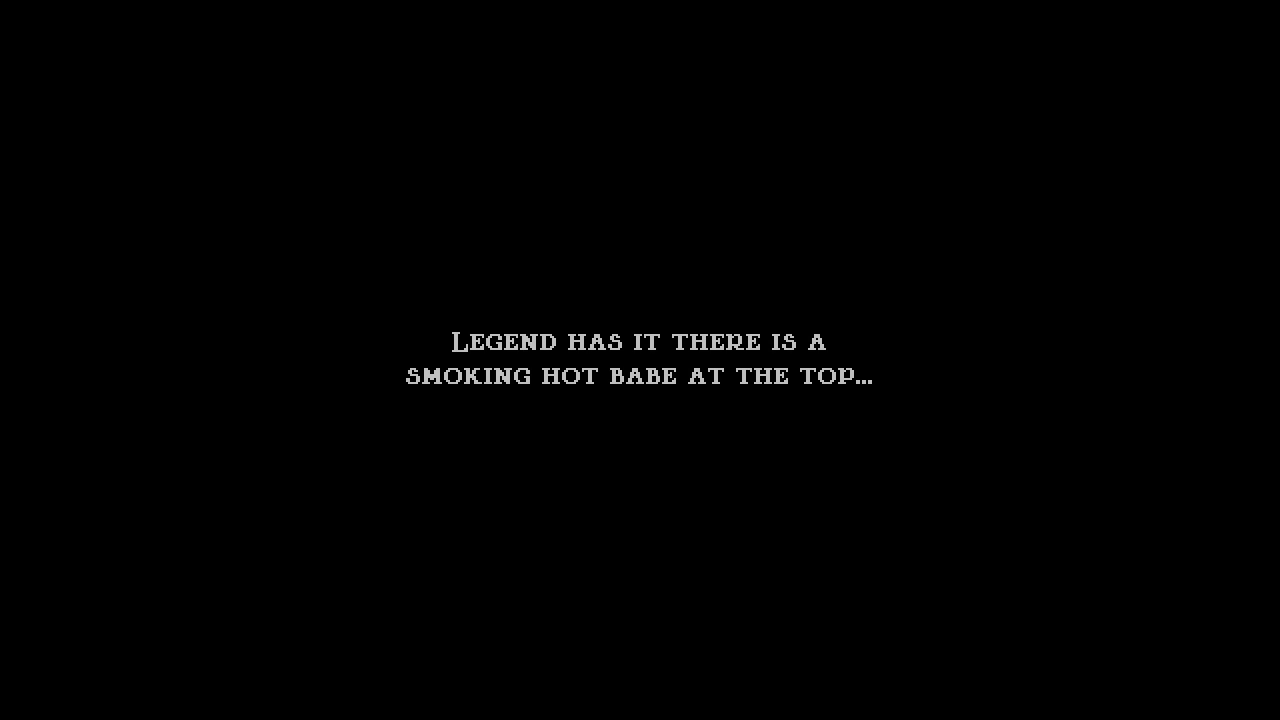 Legend has it there is a
smoking hot babe at the top...